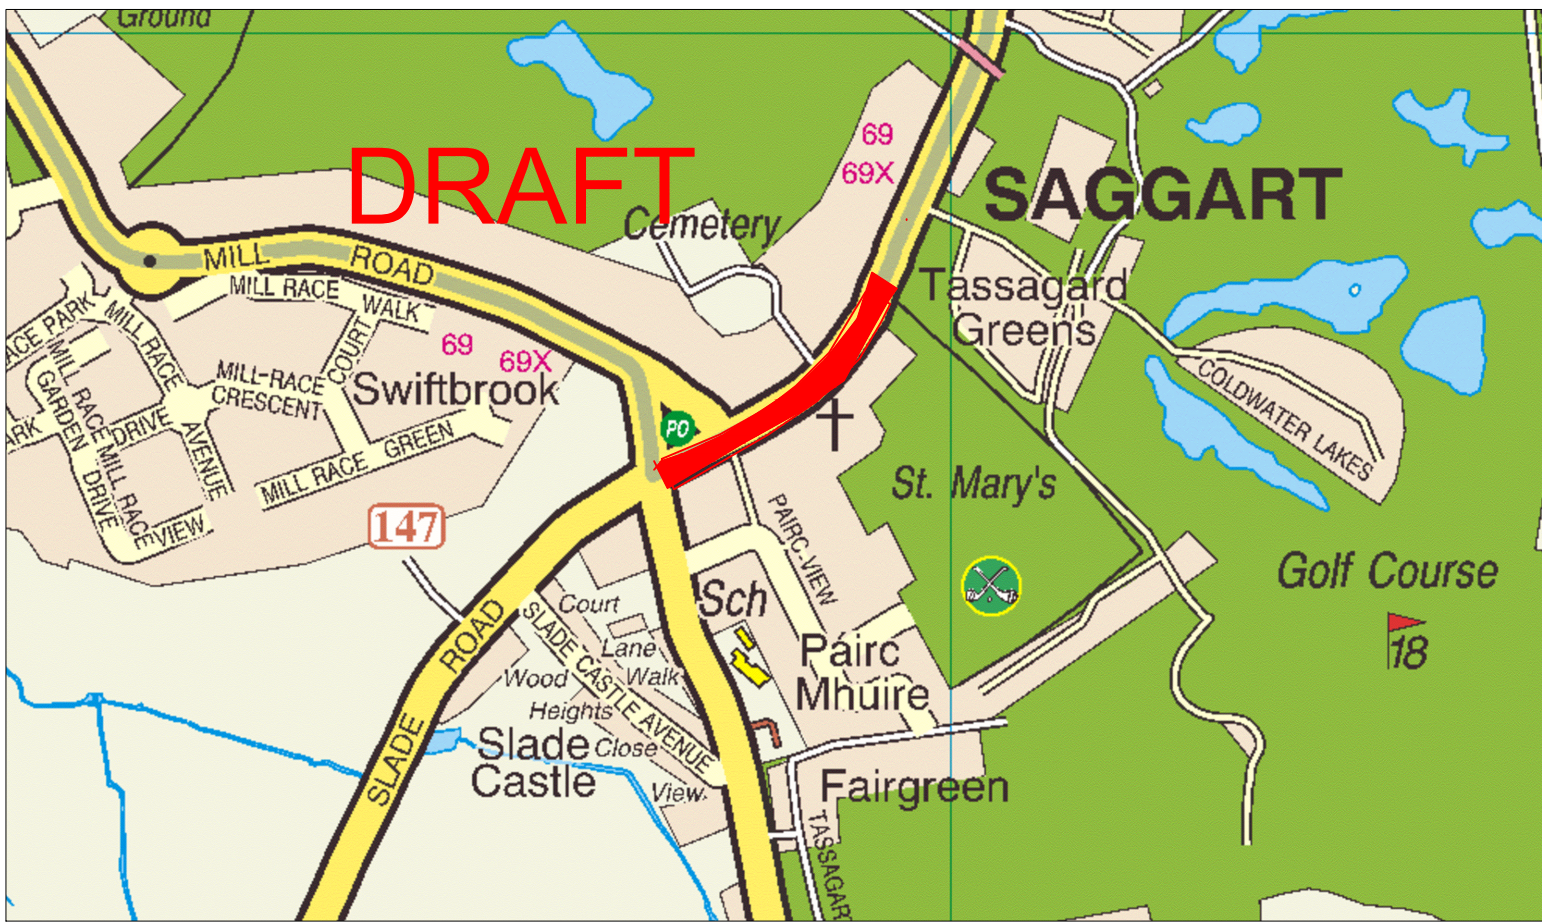 Ground
DRAFT
69
69X
SAGGART
Cemetery
MILL ROAD
MILL RACE WALK
Tassagard
Greens
RACE PARK
MILL RACE AVENUE
COURT
69
69X
MILL-RACE
CRESCENT
Swiftbrook
COLDWATER LAKES
MILL RACE DRIVE
GARDEN DRIVE
MILL RACE VIEW
MILL RACE GREEN
PO
St. Mary's
147
PAIRC-VIEW
Golf Course
18
Sch
Court
SLADE ROAD
SLADE CASTLE AVENUE
Lane
Walk
Wood
Heights
Close
View
Pairc
Mhuire
Slade
Castle
Fairgreen
TASSAGART